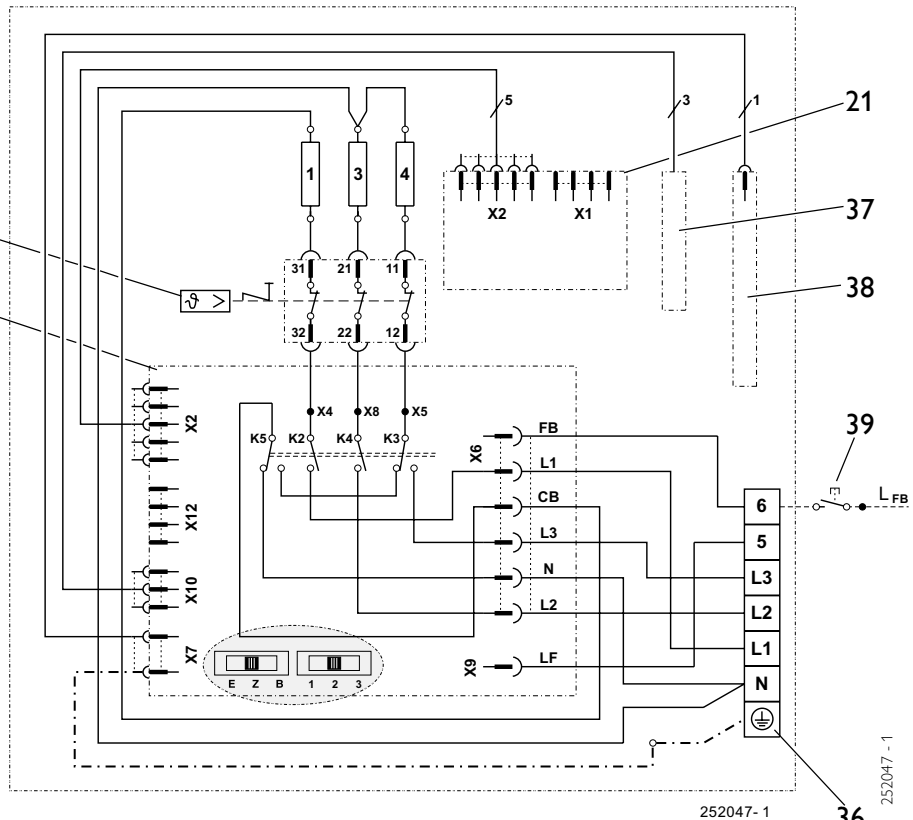 5
3
1
21
1
3
4
X2
X1
37
38
31
21
11
ϑ >
32
22
12
X4
X8
X5
K5
K2
K4
K3
X2
X12
X10
X7
X6
FB
L1
CB
L3
N
L2
X9
LF
E Z B
1 2 3
39
L FB
6
5
L3
L2
L1
N
252047-1
36
252047 - 1